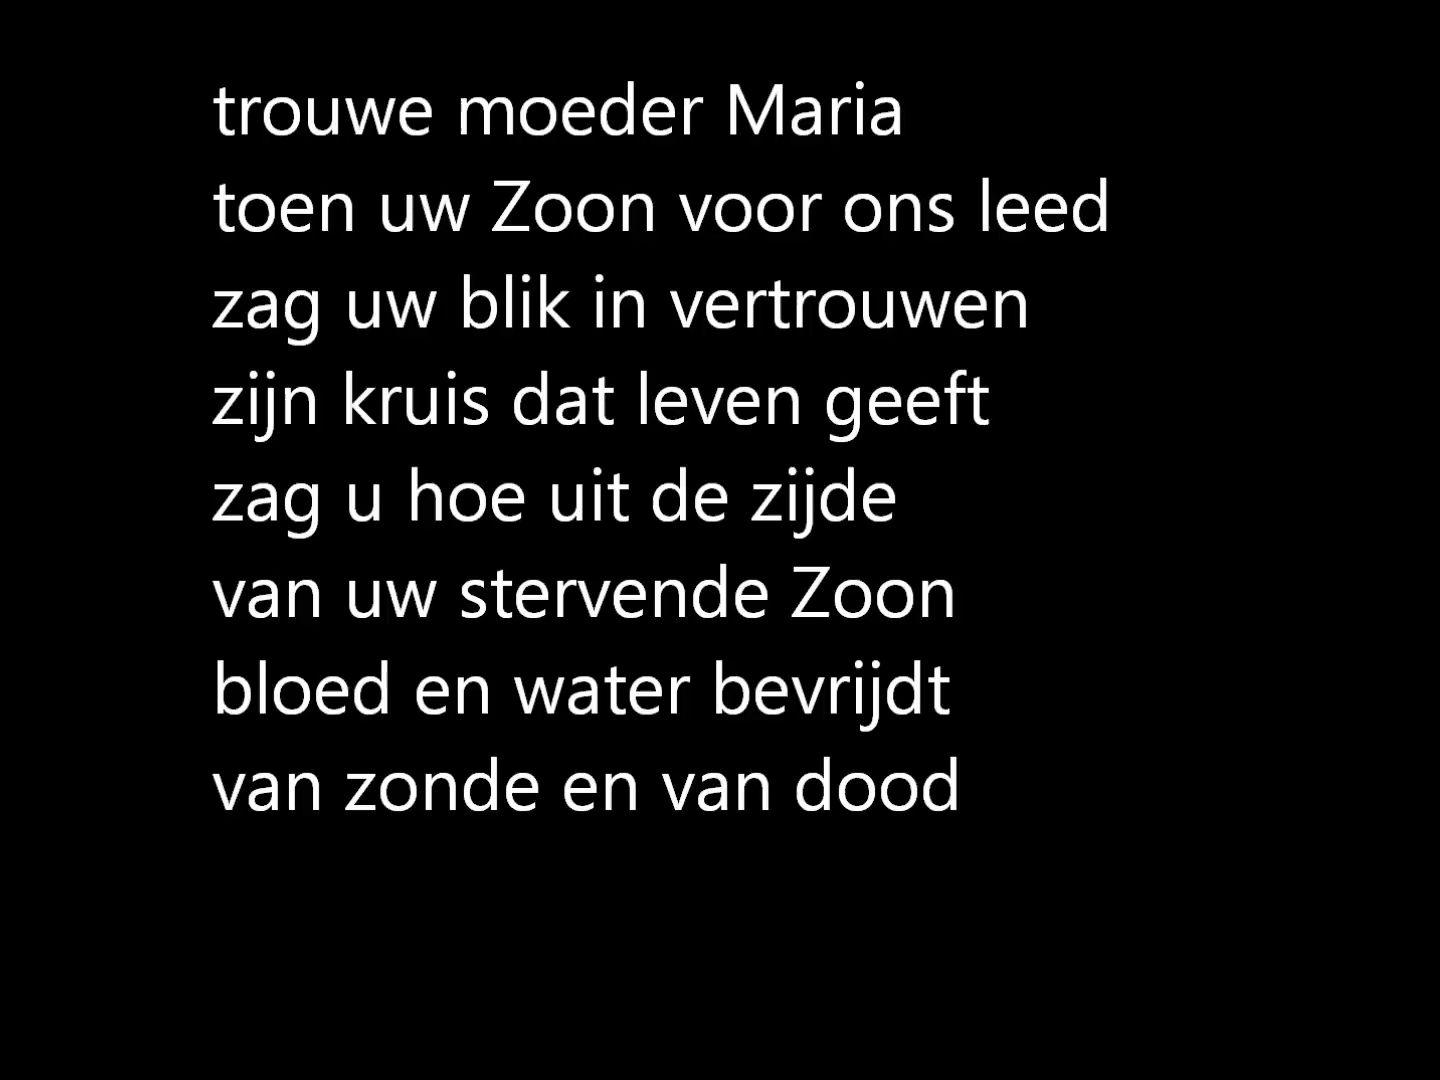 trouwe moeder Maria
toen uw Zoon voor ons leed
zag uw blik in vertrouwen
zijn kruis dat leven geeft
zag u hoe uit de zijde
van uw stervende Zoon
bloed en water bevrijdt
van zonde en van dood